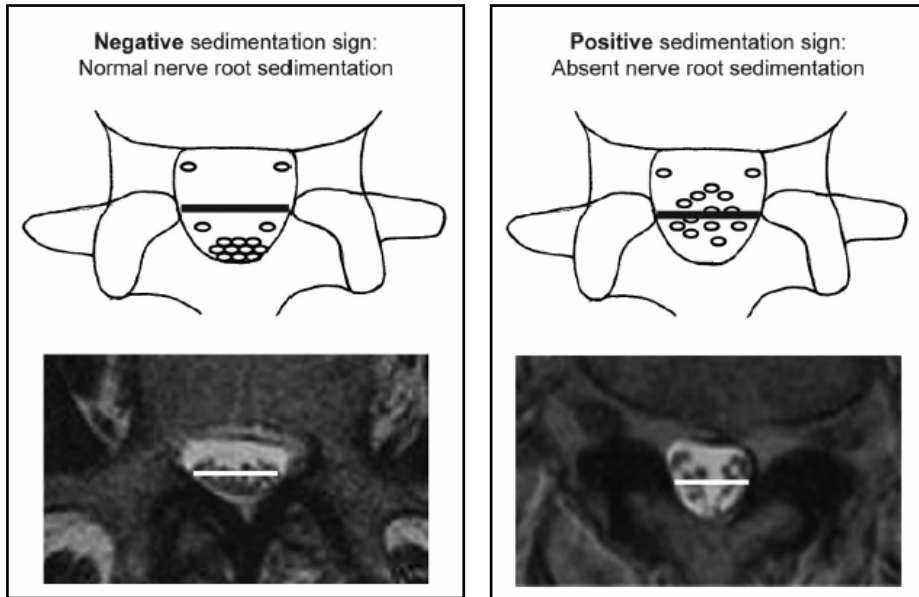 Negative sedimentation sign:
Normal nerve root sedimentation
Positive sedimentation sign:
Absent nerve root sedimentation